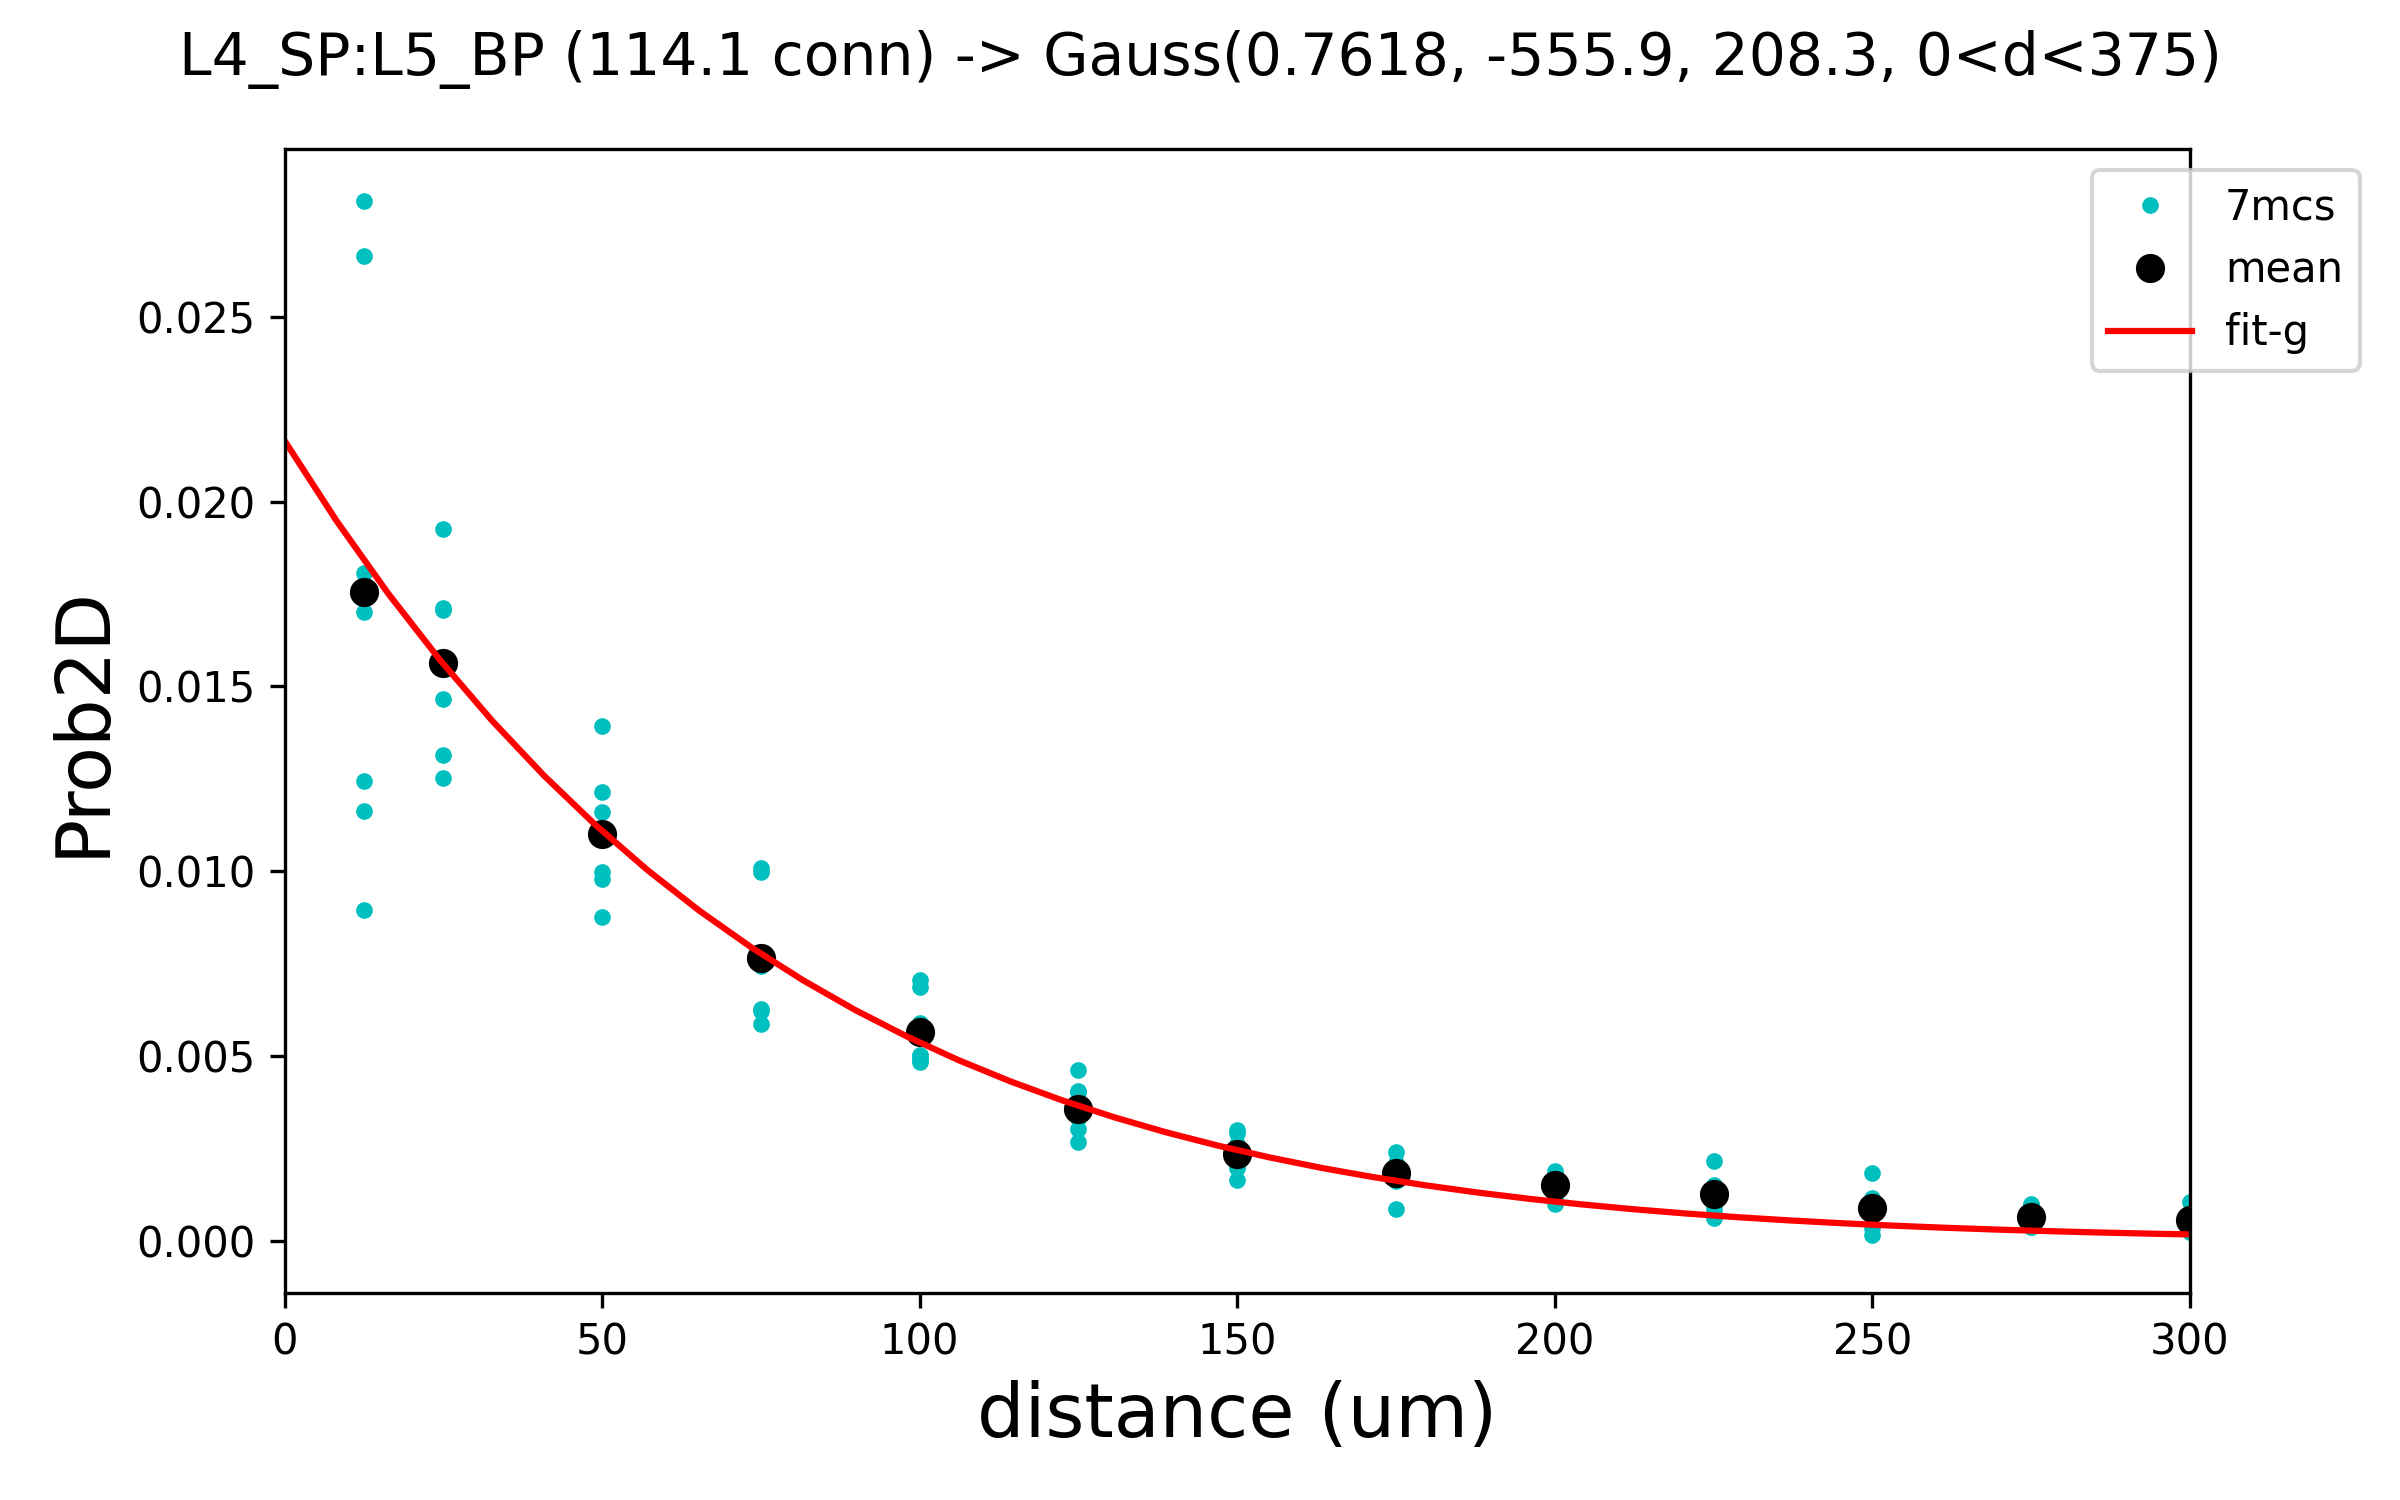 L4_SP:L5_BP (114.1 conn) -> Gauss(0.7618, -555.9, 208.3, 0<d<375)
7mcs
mean
fit-g
0.025
0.020
0.015
0.010
0.005
0.000
Prob2D
0 50 100 150 200 250 300
distance (um)